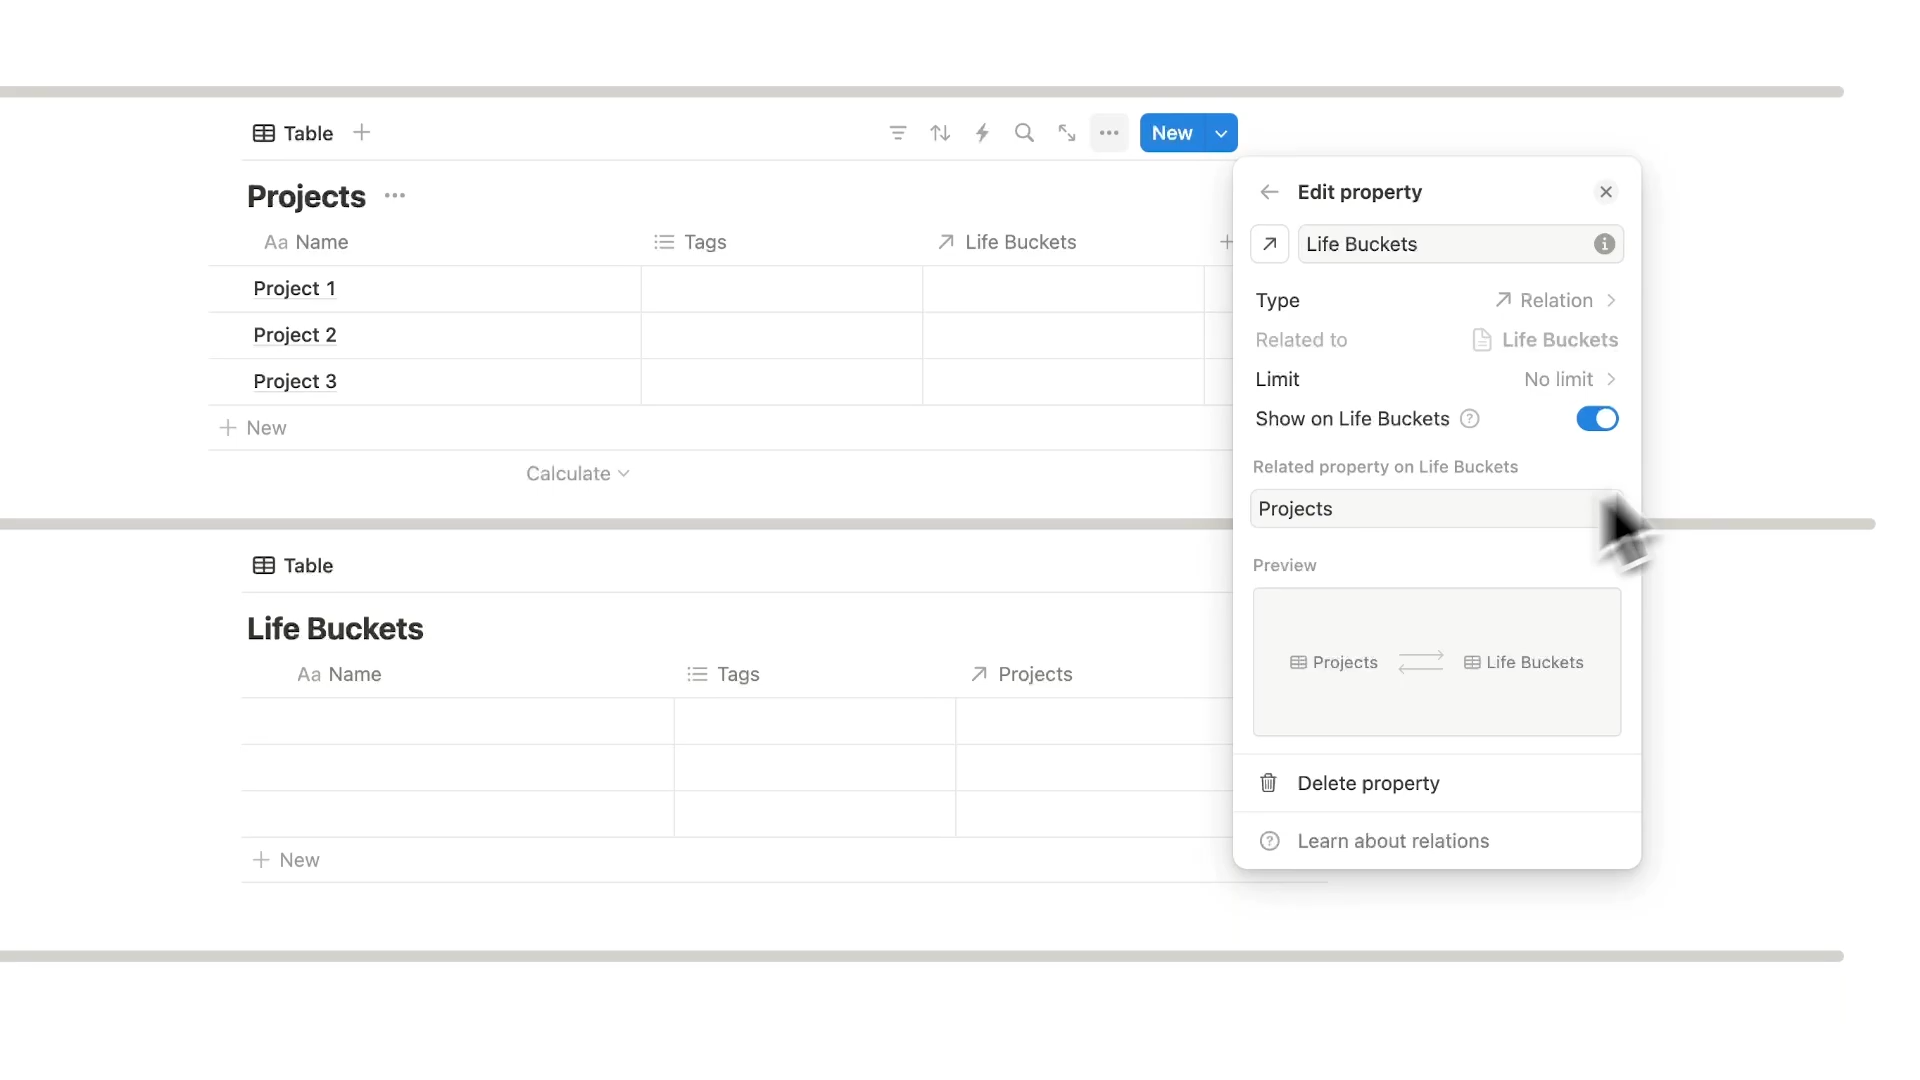 Table
New
Projects
Aa Name
Tags
Life Buckets
Project 1
Project 2
Project 3
New
Calculate
Edit property
Life Buckets
Type
Relation
Related to
Life Buckets
Limit
No limit
Show on Life Buckets
Related property on Life Buckets
Projects
Preview
Projects
Life Buckets
Delete property
Learn about relations
Table
Life Buckets
Aa Name
Tags
Projects
New